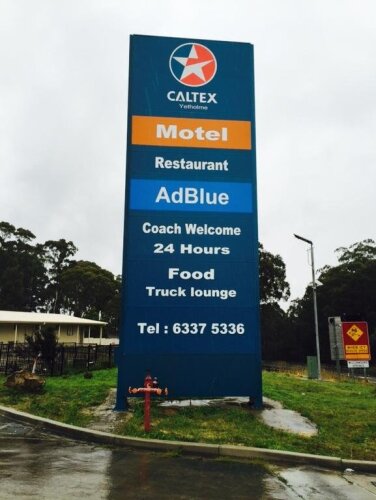 CALTEX
Yetholme
Motel
Restaurant
AdBlue
Coach Welcome
24 Hours
Food
Truck lounge
Tel : 6337 5336